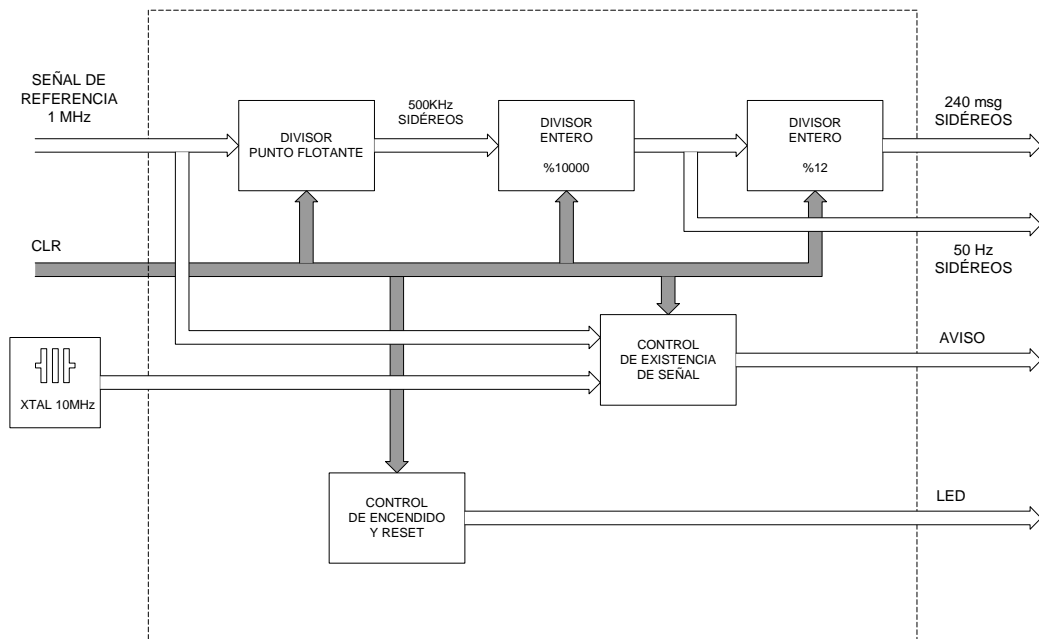 SEÑAL DE
REFERENCIA
1 MHz
DIVISOR
PUNTO FLOTANTE
500KHz
SIDÉREOS
DIVISOR
ENTERO
%10000
DIVISOR
ENTERO
%12
240 msg
SIDÉREOS
CLR
50 Hz
SIDÉREOS
CONTROL
DE EXISTENCIA
DE SEÑAL
AVISO
XTAL 10MHz
CONTROL
DE ENCENDIDO
Y RESET
LED